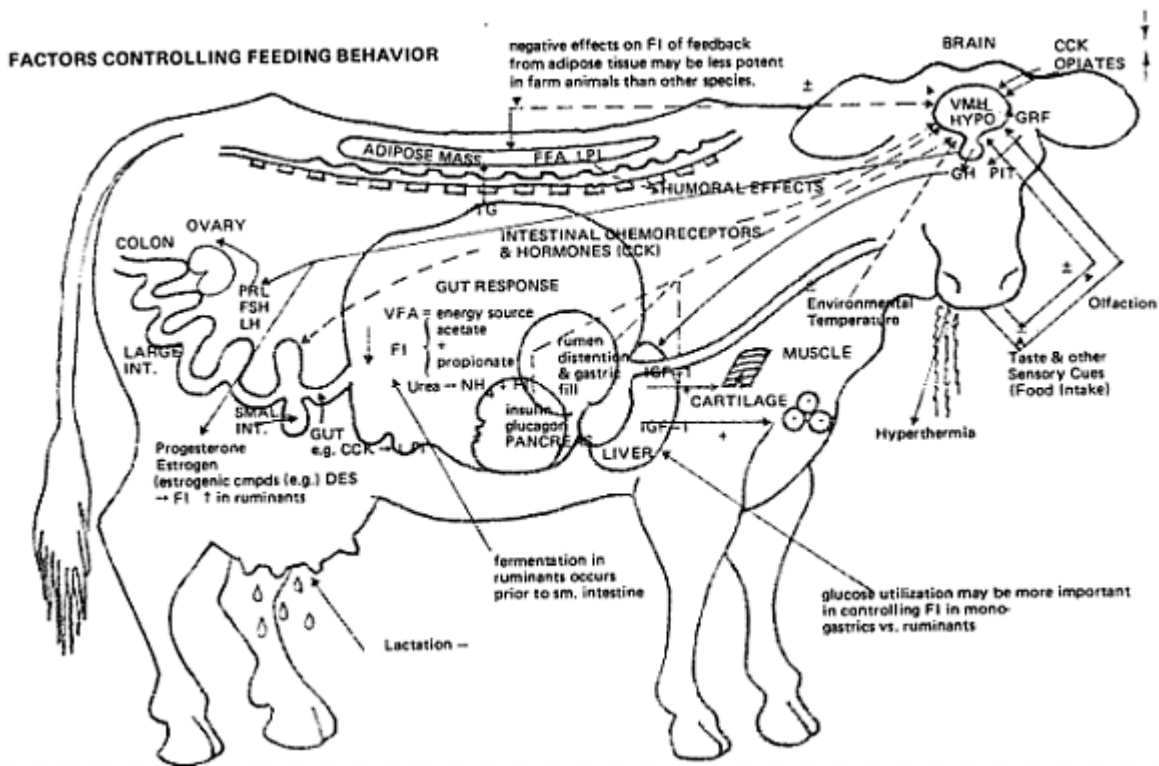 FACTORS CONTROLLING FEEDING BEHAVIOR
negative effects on FI of feedback
from adipose tissue may be less potent
in farm animals than other species.
BRAIN
CCK
OPIATES
±
VMH
HYPO
GRF
GH PIT
ADIPOSE MASS FFA LPL
HUMORAL EFFECTS
TG
OVARY
COLON
INTESTINAL CHEMORECEPTORS
& HORMONES (CCK)
PRL
FSH
LH
GUT RESPONSE
VFA = energy source
acetate
+
propionate
FI
Urea → NH4 + FI
rumen
distention
& gastric
fill
±
Environmental
Temperature
±
Olfaction
±
Taste & other
Sensory Cues
(Food Intake)
LARGE
INT.
MUSCLE
IGF-1
CARTILAGE
IGF-1 +
SMALL
INT.
GUT
e.g. CCK →
insulin
glucagon
PANCREAS
LIVER
Hyperthermia
Progesterone
Estrogen
(estrogenic cmpds (e.g.) DES
→ FI ↑ in ruminants
fermentation in
ruminants occurs
prior to sm. intestine
glucose utilization may be more important
in controlling FI in mono-
gastrics vs. ruminants
Lactation –